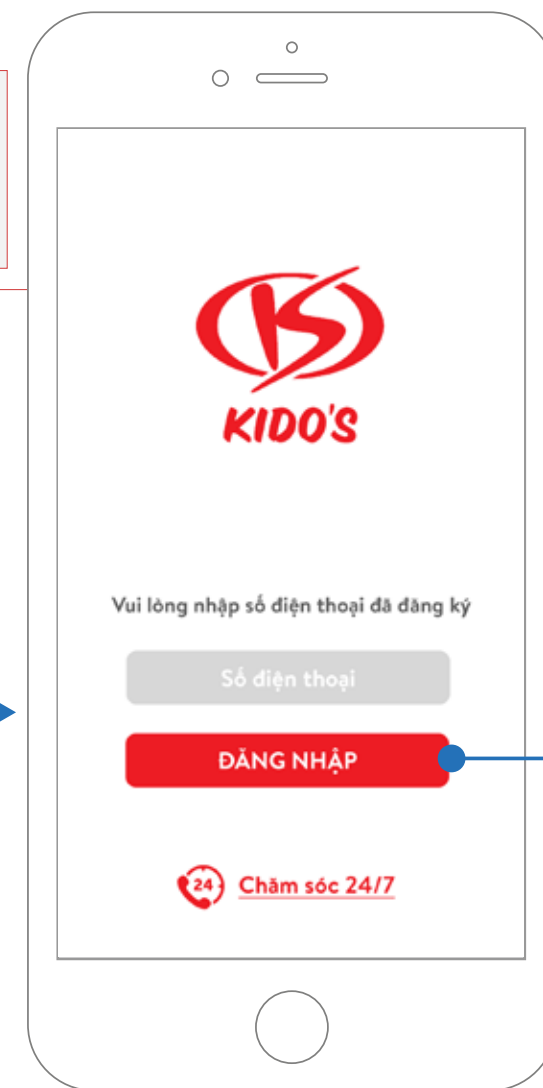 KIDO'S
Vui lòng nhập số điện thoại đã đăng ký
Số điện thoại
ĐĂNG NHẬP
24
Chăm sóc 24/7